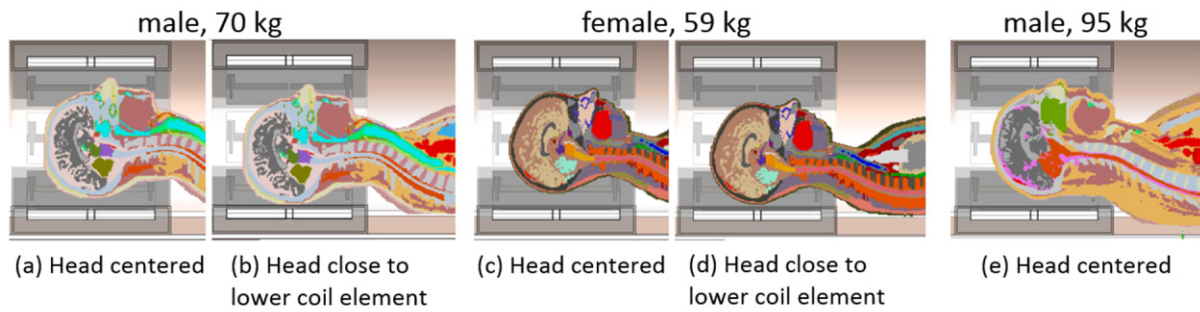 male, 70 kg
female, 59 kg
male, 95 kg
(a) Head centered
(b) Head close to
lower coil element
(c) Head centered
(d) Head close to
lower coil element
(e) Head centered